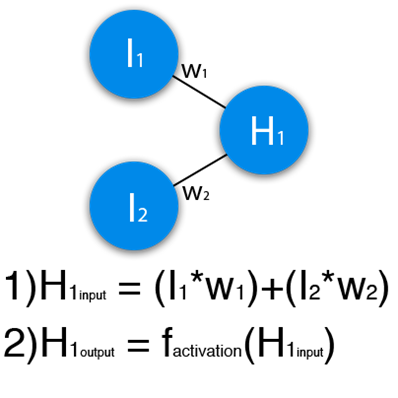 I₁
w₁
H₁
w₂
I₂
1)H₁input = (I₁*w₁)+(I₂*w₂)
2)H₁output = factivation(H₁input)